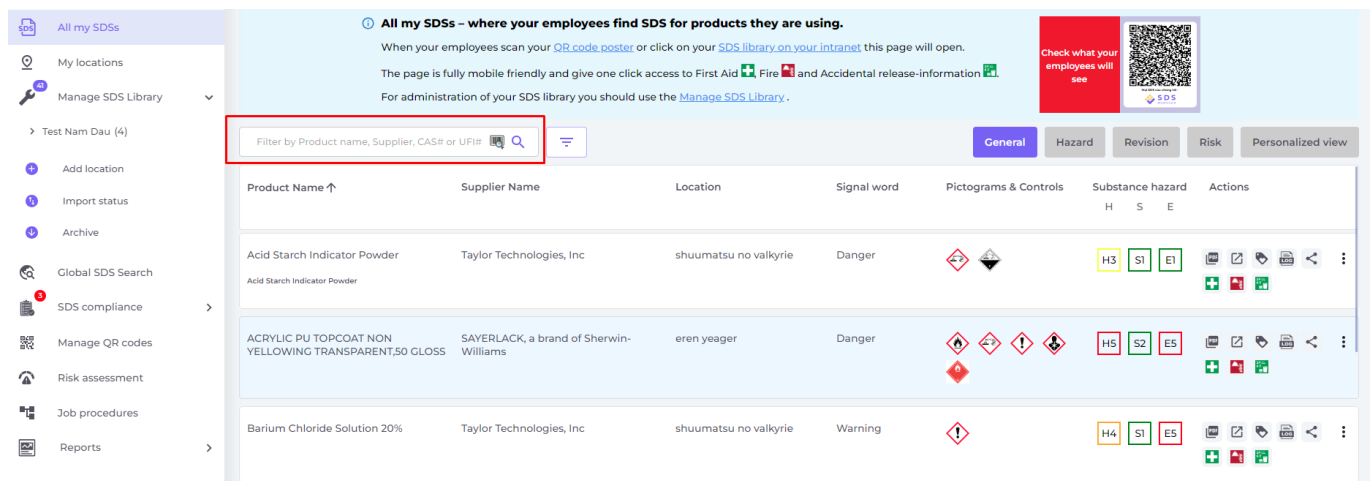 SDS
All my SDSs
My locations
41
Manage SDS Library
Test Nam Dau (4)
Add location
Import status
Archive
Global SDS Search
3
SDS compliance
Manage QR codes
Risk assessment
Job procedures
Reports
All my SDSs – where your employees find SDS for products they are using.
When your employees scan your QR code poster or click on your SDS library on your intranet this page will open.
The page is fully mobile friendly and give one click access to First Aid, Fire and Accidental release-information.
For administration of your SDS library you should use the Manage SDS Library.
Check what your
employees will
see
SDS
Filter by Product name, Supplier, CAS# or UFI#
General Hazard Revision Risk Personalized view
Product Name Supplier Name Location Signal word Pictograms & Controls Substance hazard Actions
H S E
Acid Starch Indicator Powder Taylor Technologies, Inc shuumatsu no valkyrie Danger H3 S1 E1 PDF LOG
Acid Starch Indicator Powder
ACRYLIC PU TOPCOAT NON SAYERLACK, a brand of Sherwin- eren yeager Danger H5 S2 E5 PDF LOG
YELLOWING TRANSPARENT,50 GLOSS Williams
Barium Chloride Solution 20% Taylor Technologies, Inc shuumatsu no valkyrie Warning H4 S1 E5 PDF LOG